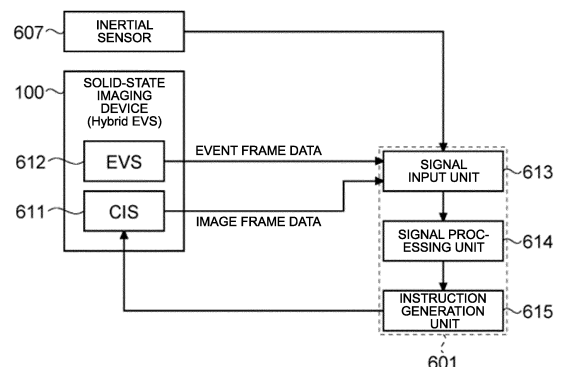 607
INERTIAL
SENSOR
100
SOLID-STATE
IMAGING
DEVICE
(Hybrid EVS)
612
EVS
EVENT FRAME DATA
SIGNAL
INPUT UNIT
613
611
CIS
IMAGE FRAME DATA
SIGNAL PROC-
ESSING UNIT
614
INSTRUCTION
GENERATION
UNIT
615
601